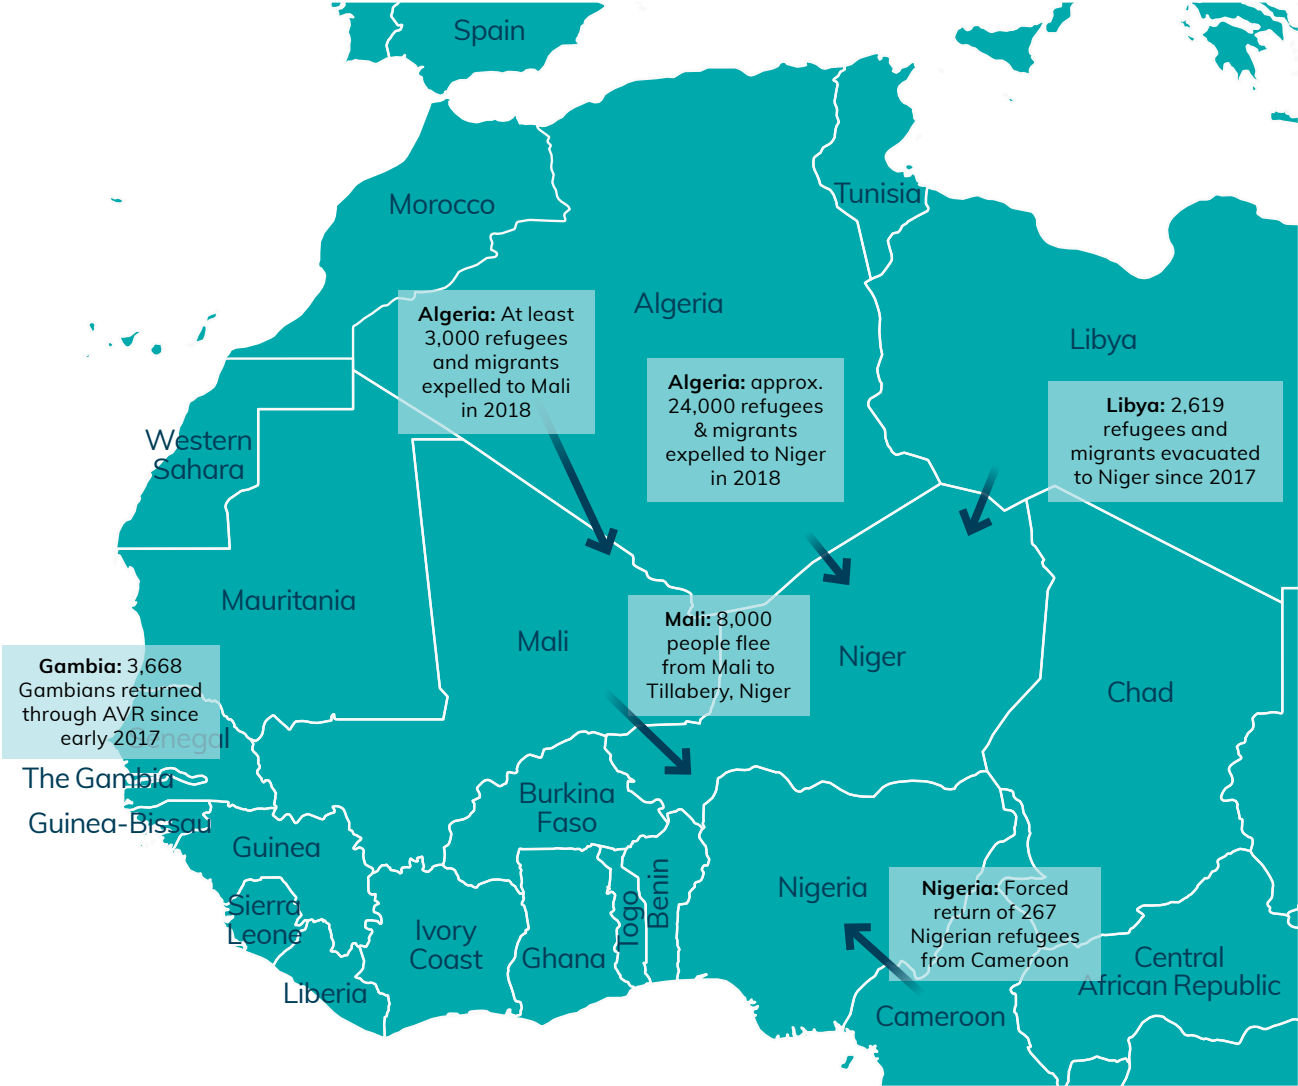 Spain
Morocco
Tunisia
Algeria
Libya
Algeria: At least
3,000 refugees
and migrants
expelled to Mali
in 2018
Algeria: approx.
24,000 refugees
& migrants
expelled to Niger
in 2018
Libya: 2,619
refugees and
migrants evacuated
to Niger since 2017
Western
Sahara
Mauritania
Mali
Mali: 8,000
people flee
from Mali to
Tillabery, Niger
Niger
Chad
Gambia: 3,668
Gambians returned
through AVR since
early 2017
Senegal
The Gambia
Guinea-Bissau
Guinea
Sierra
Leone
Liberia
Burkina
Faso
Ivory
Coast
Ghana
Togo
Benin
Nigeria
Nigeria: Forced
return of 267
Nigerian refugees
from Cameroon
Cameroon
Central
African Republic